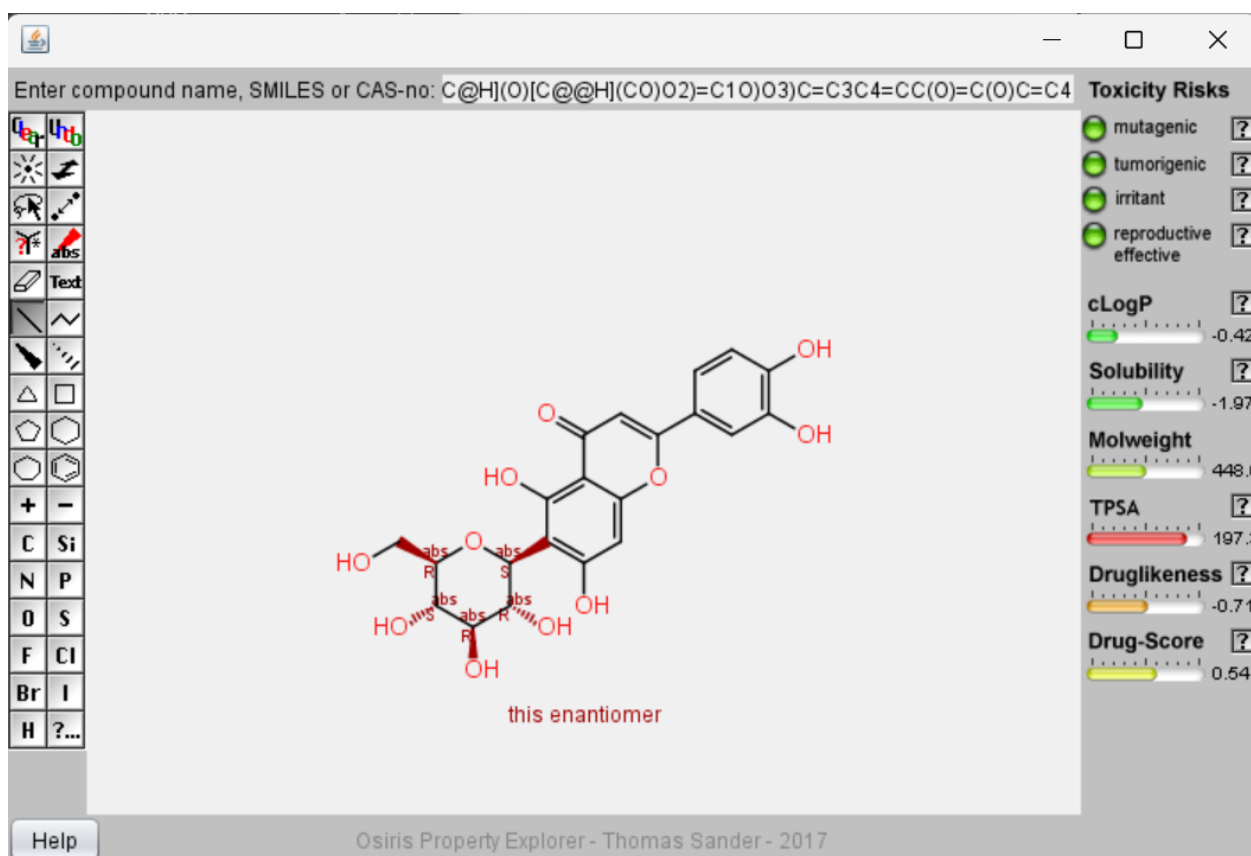 Enter compound name, SMILES or CAS-no: C@H](O)[C@@H](CO)O2)=C1O)O3)C=C3C4=CC(O)=C(O)C=C4
Toxicity Risks
Clear Undo
mutagenic ?
tumorigenic ?
irritant ?
reproductive ?
effective
?* abs
Text
cLogP ?
-0.42
Solubility ?
-1.97
Molweight
448.
TPSA ?
197.
Druglikeness ?
-0.71
Drug-Score ?
0.54
+ −
C Si
N P
O S
F Cl
Br I
H ?...
OH
O
OH
HO
O
HO O abs abs
R S
abs abs
HO S R OH OH
R
OH
this enantiomer
Help
Osiris Property Explorer - Thomas Sander - 2017